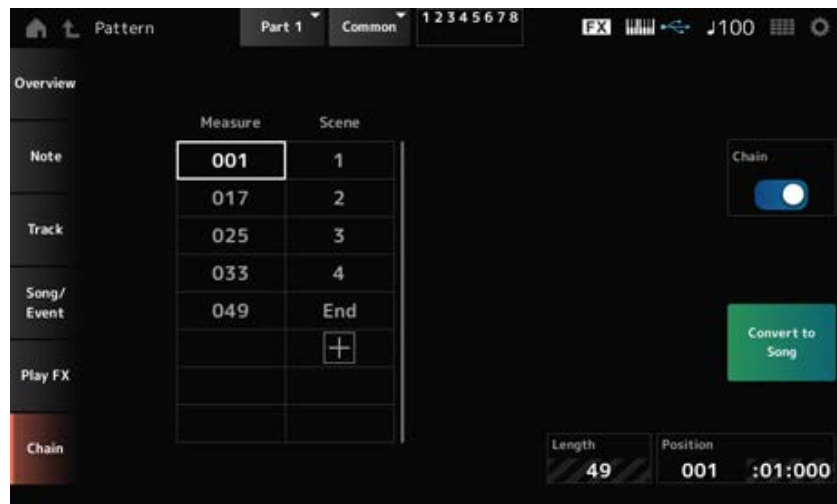 Pattern Part 1 Common 12345678 FX ♩100
Overview
Measure Scene
Note
001 1
Chain
017 2
Track
025 3
033 4
Song/
Event
049 End
Convert to
Song
Play FX
Chain
Length Position
49 001 :01:000